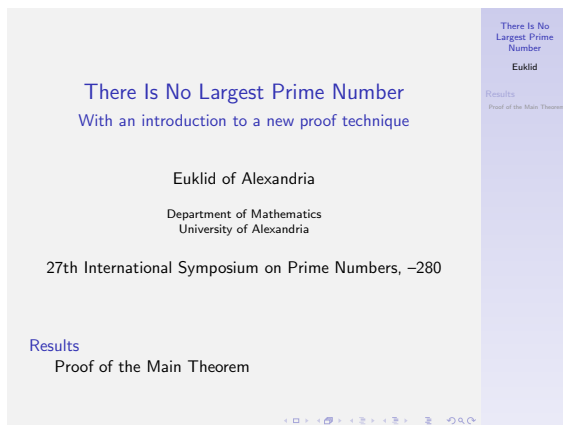 There Is No Largest Prime Number
With an introduction to a new proof technique
Euklid of Alexandria
Department of Mathematics
University of Alexandria
27th International Symposium on Prime Numbers, –280
Results
Proof of the Main Theorem
There Is No
Largest Prime
Number
Euklid
Results
Proof of the Main Theorem